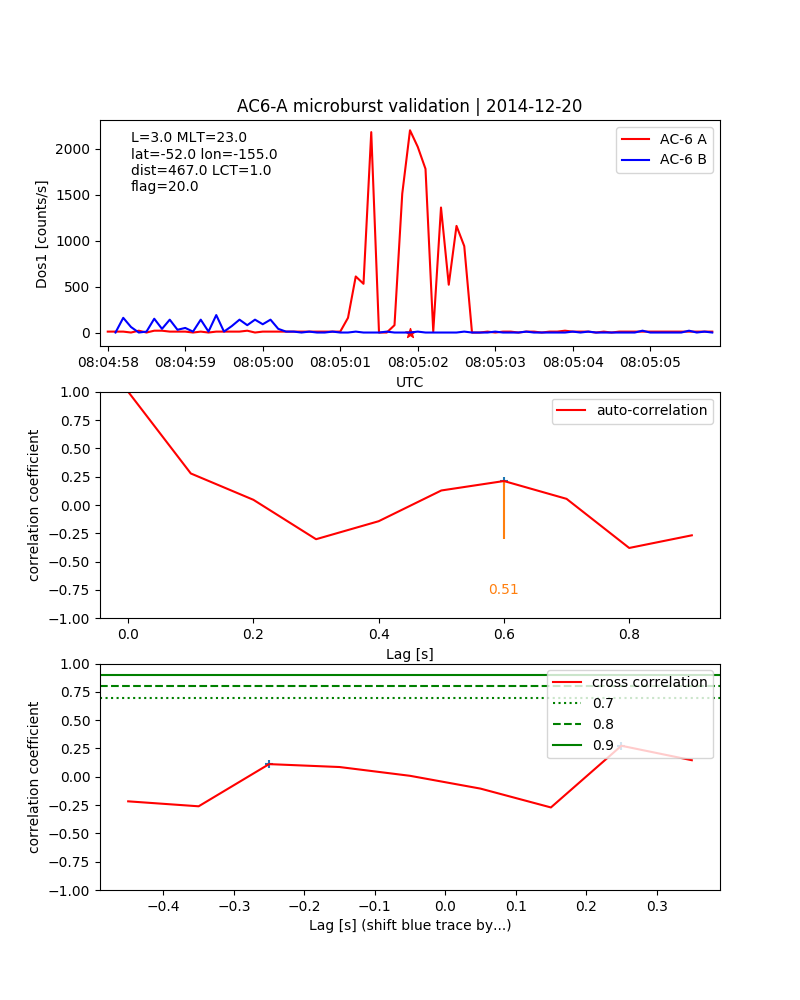 AC6-A microburst validation | 2014-12-20
L=3.0 MLT=23.0
lat=-52.0 lon=-155.0
dist=467.0 LCT=1.0
flag=20.0
AC-6 A
AC-6 B
Dos1 [counts/s]
2000
1500
1000
500
0
08:04:58 08:04:59 08:05:00 08:05:01 08:05:02 08:05:03 08:05:04 08:05:05
UTC
auto-correlation
correlation coefficient
1.00
0.75
0.50
0.25
0.00
−0.25
−0.50
−0.75
−1.00
0.51
0.0 0.2 0.4 0.6 0.8
Lag [s]
cross correlation
0.7
0.8
0.9
correlation coefficient
1.00
0.75
0.50
0.25
0.00
−0.25
−0.50
−0.75
−1.00
−0.4 −0.3 −0.2 −0.1 0.0 0.1 0.2 0.3
Lag [s] (shift blue trace by...)